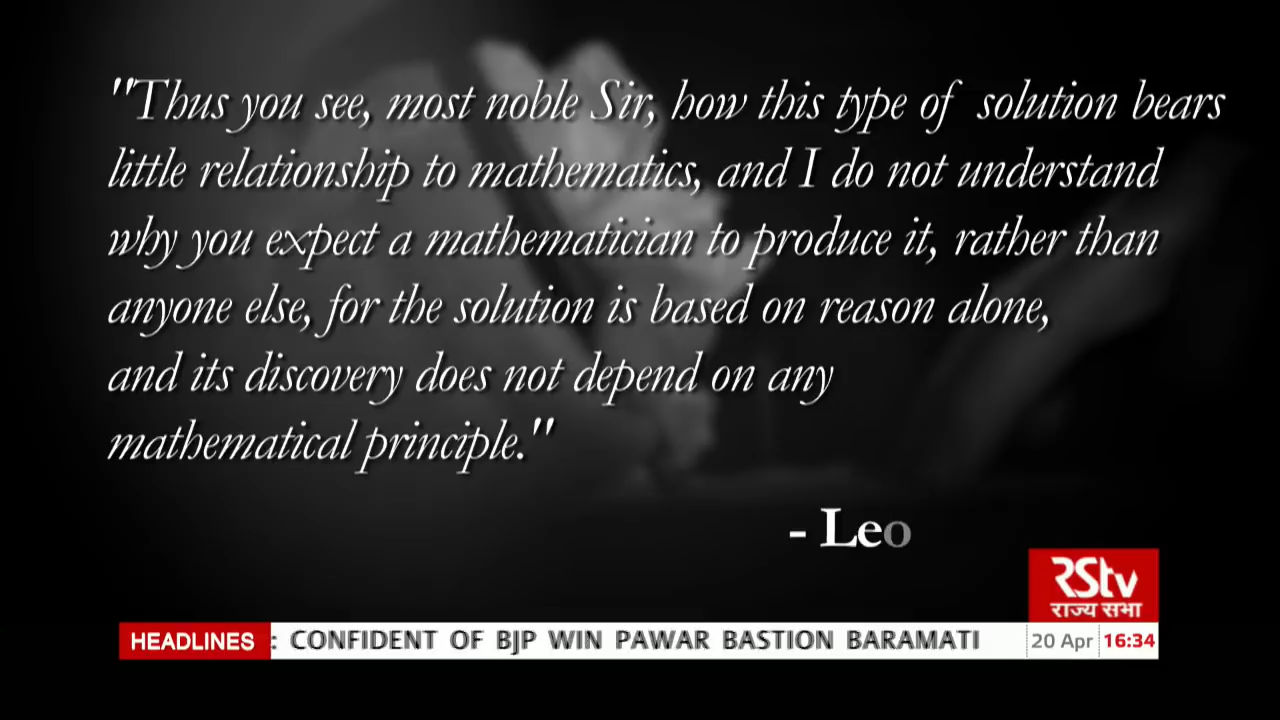 "Thus you see, most noble Sir, how this type of solution bears
little relationship to mathematics, and I do not understand
why you expect a mathematician to produce it, rather than
anyone else, for the solution is based on reason alone,
and its discovery does not depend on any
mathematical principle."
- Leo
RStv
राज्य सभा
HEADLINES : CONFIDENT OF BJP WIN PAWAR BASTION BARAMATI 20 Apr 16:34